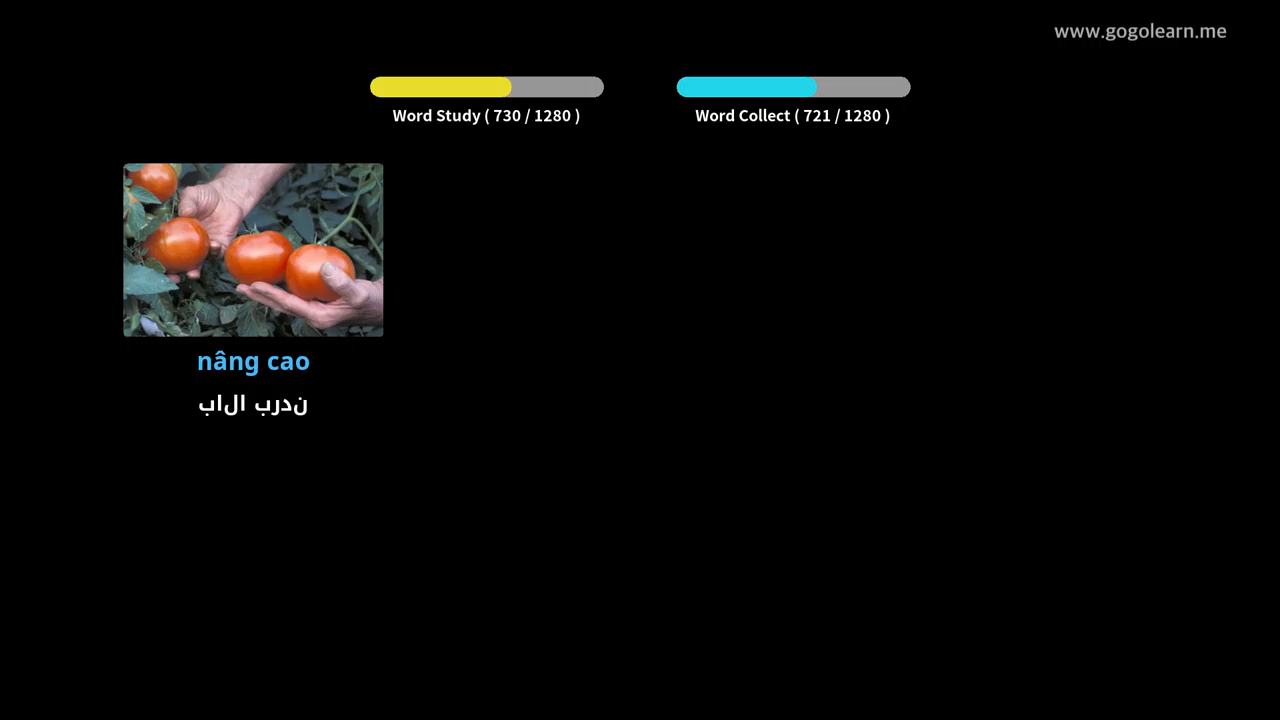 www.gogolearn.me
Word Study ( 730 / 1280 )
Word Collect ( 721 / 1280 )
nâng cao
ندرب الاب